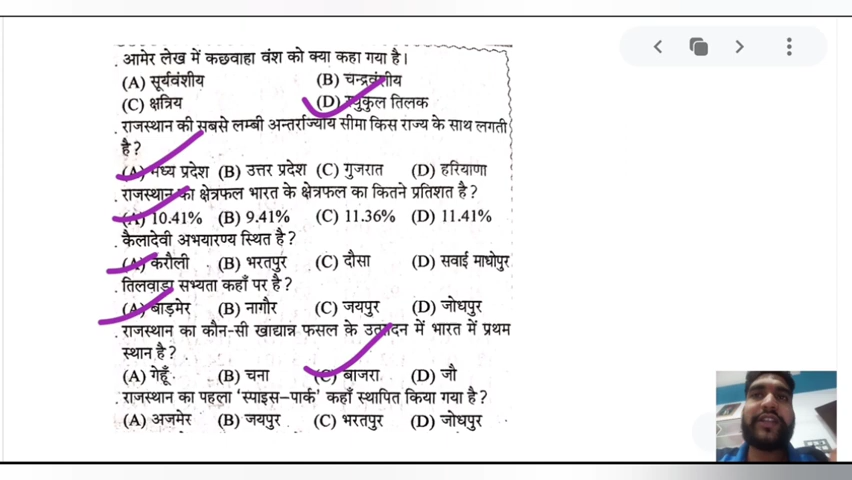 . आमेर लेख में कछवाहा वंश को क्या कहा गया है।
(A) सूर्यवंशीय (B) चन्द्रवंशीय
(C) क्षत्रिय (D) रघुकुल तिलक
. राजस्थान की सबसे लम्बी अन्तर्राज्यीय सीमा किस राज्य के साथ लगती
है?
(A) मध्य प्रदेश (B) उत्तर प्रदेश (C) गुजरात (D) हरियाणा
. राजस्थान का क्षेत्रफल भारत के क्षेत्रफल का कितने प्रतिशत है?
(A) 10.41% (B) 9.41% (C) 11.36% (D) 11.41%
. कैलादेवी अभयारण्य स्थित है?
(A) करौली (B) भरतपुर (C) दौसा (D) सवाई माधोपुर
. तिलवाड़ा सभ्यता कहाँ पर है?
(A) बाड़मेर (B) नागौर (C) जयपुर (D) जोधपुर
. राजस्थान का कौन-सी खाद्यान्न फसल के उत्पादन में भारत में प्रथम
स्थान है?
(A) गेहूँ (B) चना (C) बाजरा (D) जौ
. राजस्थान का पहला ‘स्पाइस-पार्क’ कहाँ स्थापित किया गया है?
(A) अजमेर (B) जयपुर (C) भरतपुर (D) जोधपुर